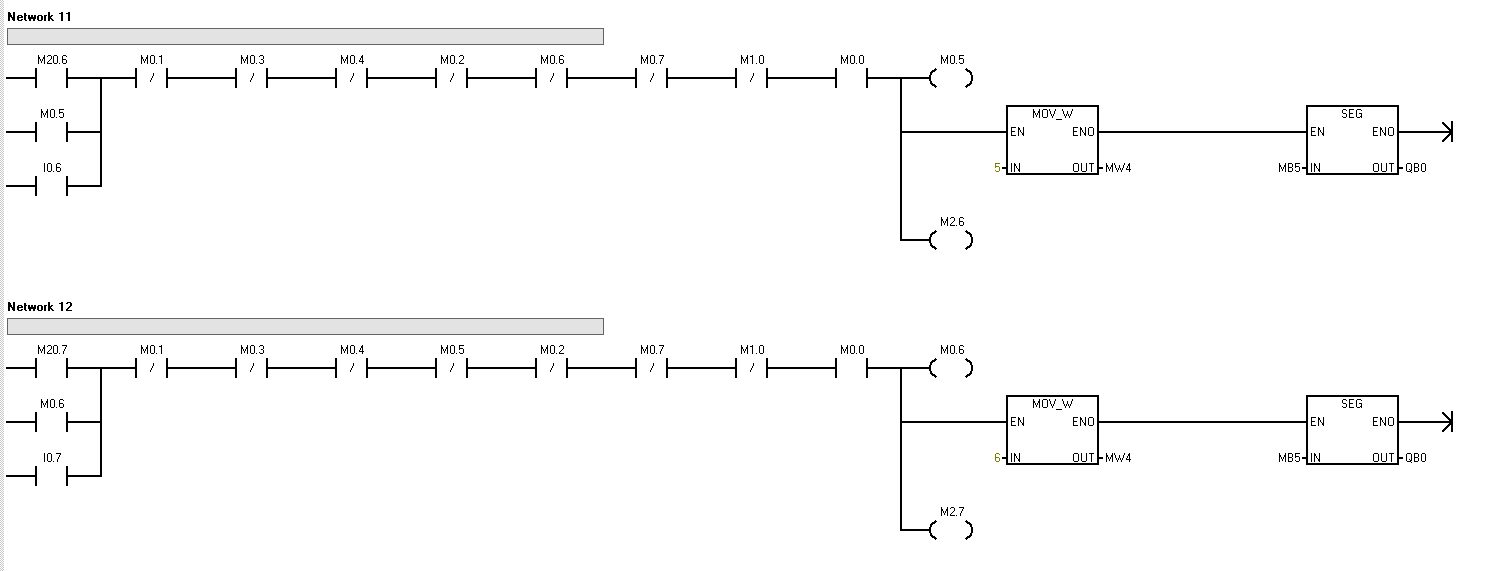 Network 11
M20.6 M0.1 M0.3 M0.4 M0.2 M0.6 M0.7 M1.0 M0.0 M0.5
/ / / / / / /
M0.5 MOV_W SEG
EN ENO EN ENO
I0.6 5 IN OUT MW4 MB5 IN OUT QB0
M2.6
Network 12
M20.7 M0.1 M0.3 M0.4 M0.5 M0.2 M0.7 M1.0 M0.0 M0.6
/ / / / / / /
M0.6 MOV_W SEG
EN ENO EN ENO
I0.7 6 IN OUT MW4 MB5 IN OUT QB0
M2.7